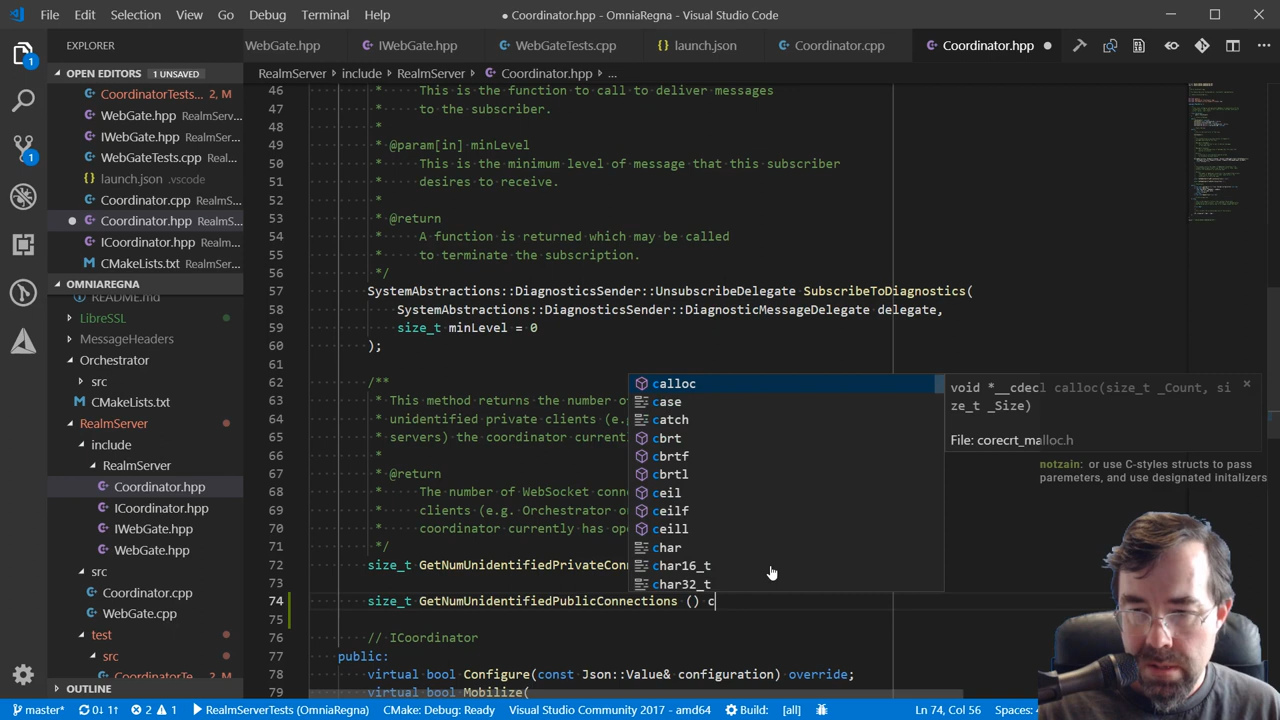 File Edit Selection View Go Debug Terminal Help
● Coordinator.hpp - OmniaRegna - Visual Studio Code
EXPLORER
WebGate.hpp IWebGate.hpp WebGateTests.cpp launch.json Coordinator.cpp Coordinator.hpp ●
OPEN EDITORS 1 UNSAVED
CoordinatorTests... 2, M
WebGate.hpp RealmServ...
IWebGate.hpp RealmSer...
WebGateTests.cpp Real...
launch.json .vscode
Coordinator.cpp RealmS...
Coordinator.hpp RealmS...
ICoordinator.hpp Realm...
CMakeLists.txt RealmSer...
OMNIAREGNA
README.md
LibreSSL
MessageHeaders
Orchestrator
src
CMakeLists.txt
RealmServer
include
RealmServer
Coordinator.hpp
ICoordinator.hpp
IWebGate.hpp
WebGate.hpp
src
Coordinator.cpp
WebGate.cpp
test
src
CoordinatorTe... 2, M
OUTLINE
RealmServer › include › RealmServer › Coordinator.hpp › ...
46 * This is the function to call to deliver messages
47 * to the subscriber.
48 *
49 * @param[in] minLevel
50 * This is the minimum level of message that this subscriber
51 * desires to receive.
52 *
53 * @return
54 * A function is returned which may be called
55 * to terminate the subscription.
56 */
57 SystemAbstractions::DiagnosticsSender::UnsubscribeDelegate SubscribeToDiagnostics(
58 SystemAbstractions::DiagnosticsSender::DiagnosticMessageDelegate delegate,
59 size_t minLevel = 0
60 );
61
62 /**
63 * This method returns the number o
64 * unidentified private clients (e.
65 * servers) the coordinator current
66 *
67 * @return
68 * The number of WebSocket conn
69 * clients (e.g. Orchestrator o
70 * coordinator currently has op
71 */
72 size_t GetNumUnidentifiedPrivateConn
73
74 size_t GetNumUnidentifiedPublicConnections () c
75
76 // ICoordinator
77 public:
78 virtual bool Configure(const Json::Value& configuration) override;
79 virtual bool Mobilize(
calloc
case
catch
cbrt
cbrtf
cbrtl
ceil
ceilf
ceill
char
char16_t
char32_t
void *__cdecl calloc(size_t _Count, si
ze_t _Size)
File: corecrt_malloc.h
notzain: or use C-styles structs to pass
paremeters, and use designated initalizers
master* 0↓ 1↑ 2 1 RealmServerTests (OmniaRegna) CMake: Debug: Ready Visual Studio Community 2017 - amd64 Build: [all] Ln 74, Col 56 Spaces: